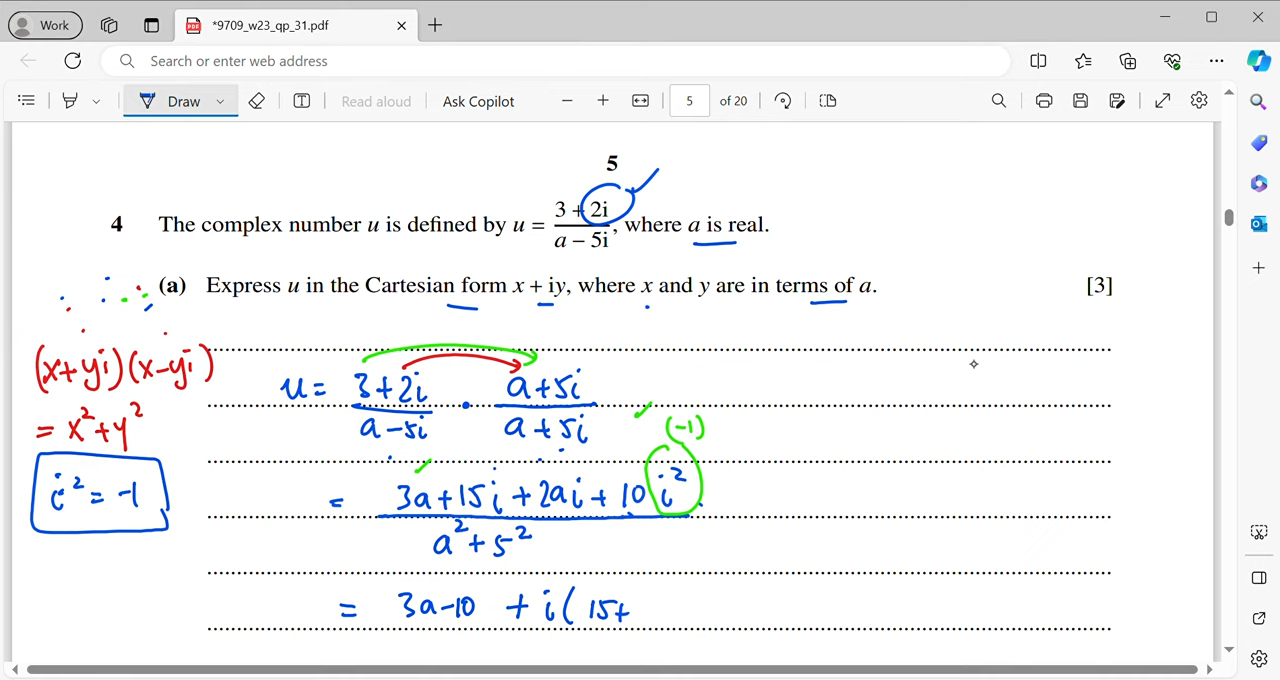 Work
*9709_w23_qp_31.pdf
Search or enter web address
Draw
Read aloud
Ask Copilot
5
of 20
5
4 The complex number u is defined by u = (3 + 2i)/(a − 5i), where a is real.
(a) Express u in the Cartesian form x + iy, where x and y are in terms of a. [3]
(x+yi)(x-yi)
= x²+y²
i² = -1
u = (3+2i)/(a-5i) · (a+5i)/(a+5i)
(-1)
= (3a+15i+2ai+10i²)/(a²+5²)
= 3a-10 + i(15+